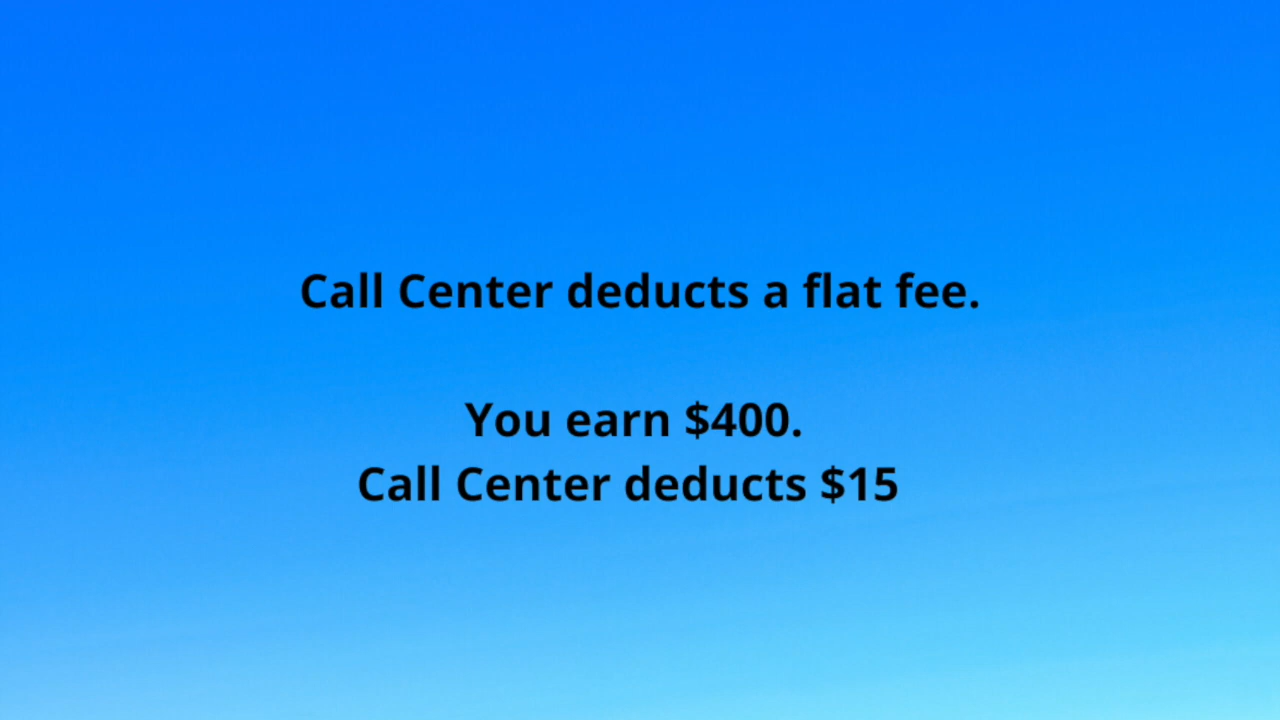 Call Center deducts a flat fee.
You earn $400.
Call Center deducts $15